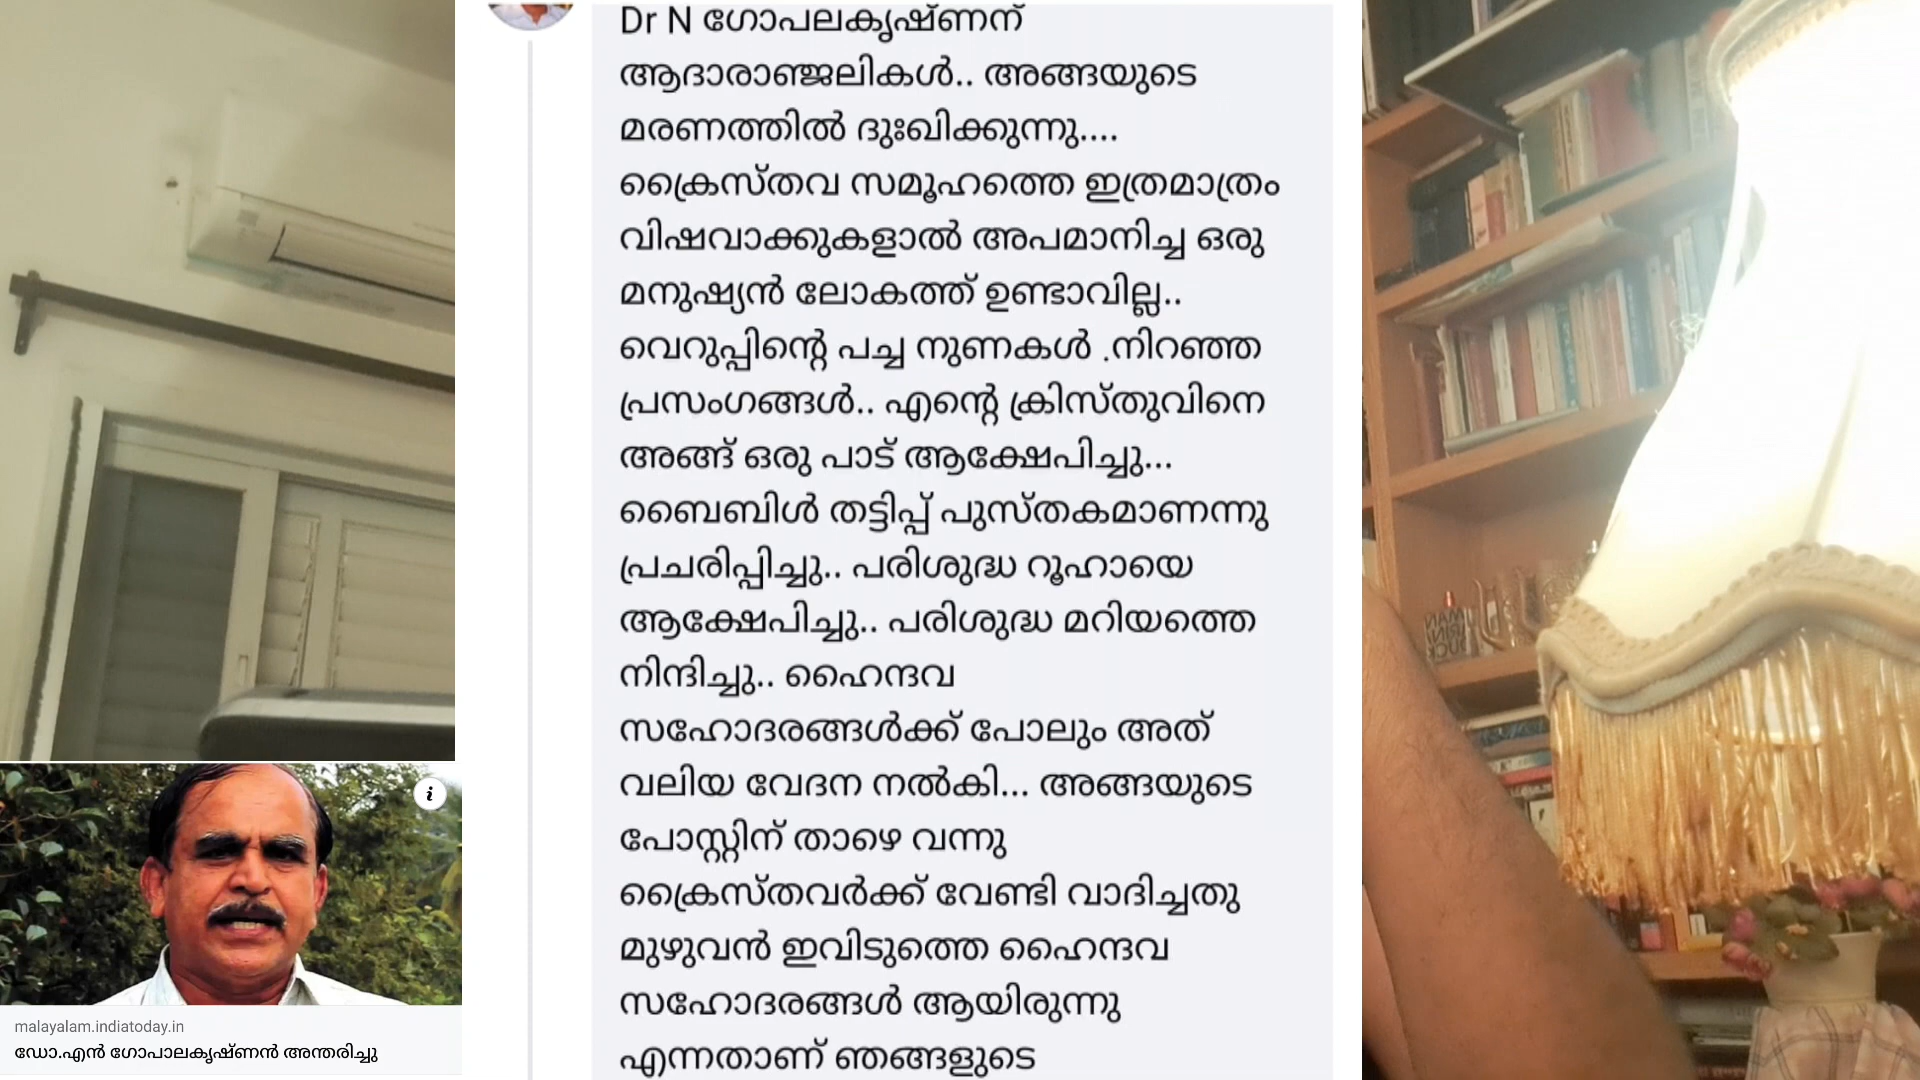 Dr N ഗോപലകൃഷ്ണന്
ആദാരാഞ്ജലികൾ.. അങ്ങയുടെ
മരണത്തിൽ ദുഃഖിക്കുന്നു....
ക്രൈസ്തവ സമൂഹത്തെ ഇത്രമാത്രം
വിഷവാക്കുകളാൽ അപമാനിച്ച ഒരു
മനുഷ്യൻ ലോകത്ത് ഉണ്ടാവില്ല..
വെറുപ്പിന്റെ പച്ച നുണകൾ .നിറഞ്ഞ
പ്രസംഗങ്ങൾ.. എന്റെ ക്രിസ്തുവിനെ
അങ്ങ് ഒരു പാട് ആക്ഷേപിച്ചു...
ബൈബിൾ തട്ടിപ്പ് പുസ്തകമാണന്നു
പ്രചരിപ്പിച്ചു.. പരിശുദ്ധ റൂഹായെ
ആക്ഷേപിച്ചു.. പരിശുദ്ധ മറിയത്തെ
നിന്ദിച്ചു.. ഹൈന്ദവ
സഹോദരങ്ങൾക്ക് പോലും അത്
വലിയ വേദന നൽകി... അങ്ങയുടെ
പോസ്റ്റിന് താഴെ വന്നു
ക്രൈസ്തവർക്ക് വേണ്ടി വാദിച്ചതു
മുഴുവൻ ഇവിടുത്തെ ഹൈന്ദവ
സഹോദരങ്ങൾ ആയിരുന്നു
എന്നതാണ് ഞങ്ങളുടെ
malayalam.indiatoday.in
ഡോ.എൻ ഗോപാലകൃഷ്ണൻ അന്തരിച്ചു